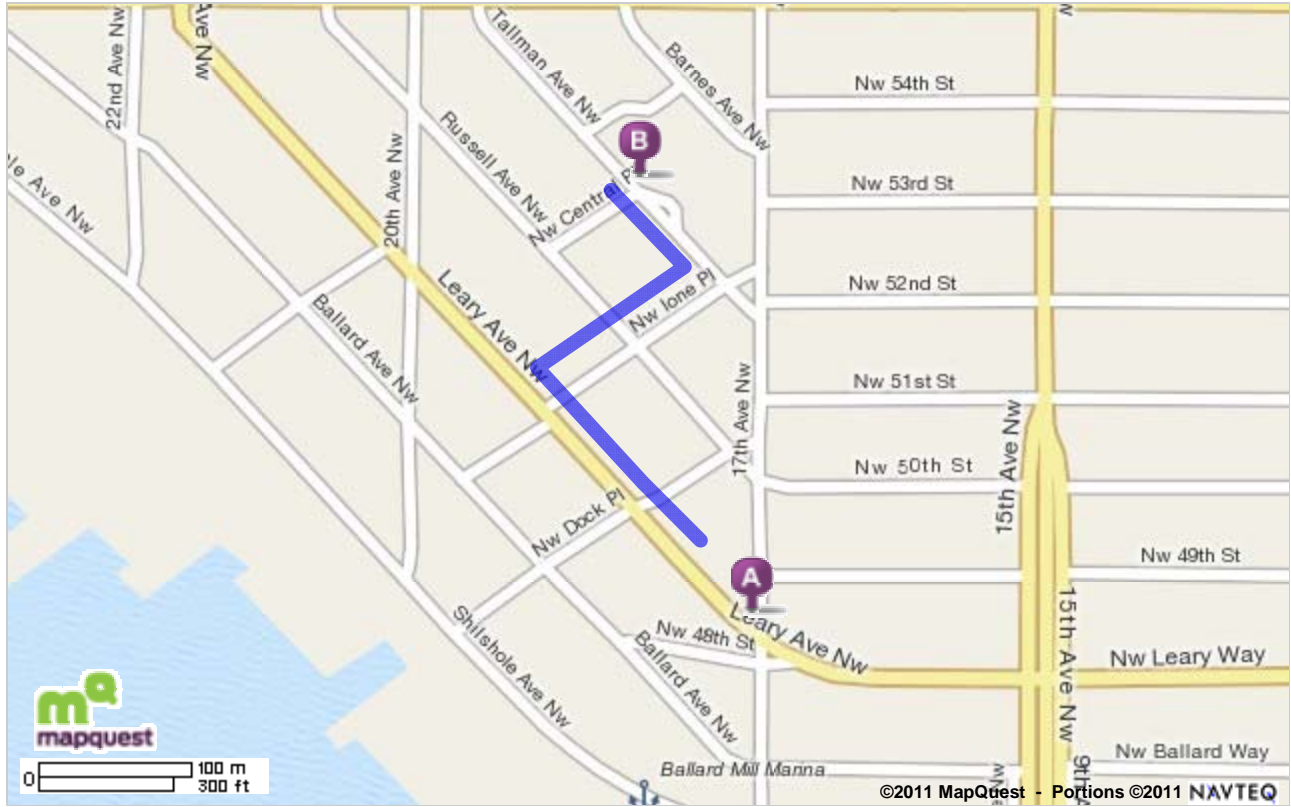 22nd Ave Nw
Ave Nw
Tallman Ave Nw
Barnes Ave Nw
Nw 54th St
Russell Ave Nw
20th Ave Nw
B
Nw 53rd St
Nw Central Pl
le Ave Nw
Nw 52nd St
Nw Ione Pl
Leary Ave Nw
Ballard Ave Nw
Nw 51st St
17th Ave Nw
15th Ave Nw
Nw 50th St
Nw Dock Pl
Nw 49th St
A
Leary Ave Nw
Nw 48th St
Shilshole Ave Nw
Ballard Ave Nw
15th Ave Nw
Nw Leary Way
mq
mapquest
Nw Ballard Way
Ballard Mill Marina
Nw
9th A
0
100 m
300 ft
©2011 MapQuest - Portions ©2011 NAVTEQ